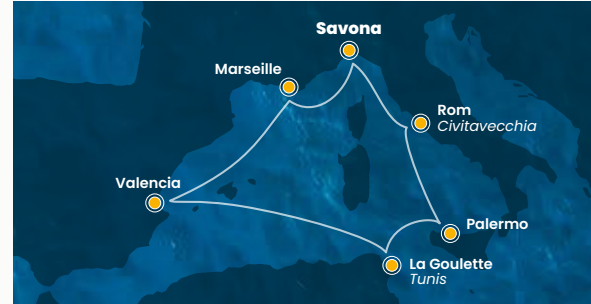 Savona
Marseille
Rom
Civitavecchia
Valencia
Palermo
La Goulette
Tunis